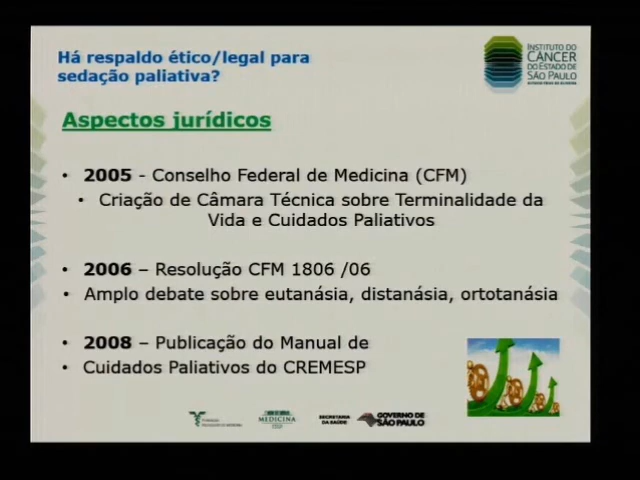 Há respaldo ético/legal para
sedação paliativa?
INSTITUTO DO
CÂNCER
DO ESTADO DE
SÃO PAULO
Aspectos jurídicos
• 2005 - Conselho Federal de Medicina (CFM)
• Criação de Câmara Técnica sobre Terminalidade da
Vida e Cuidados Paliativos
• 2006 – Resolução CFM 1806 /06
• Amplo debate sobre eutanásia, distanásia, ortotanásia
• 2008 – Publicação do Manual de
• Cuidados Paliativos do CREMESP
MEDICINA
SECRETARIA
DA SAÚDE
GOVERNO DE
SÃO PAULO